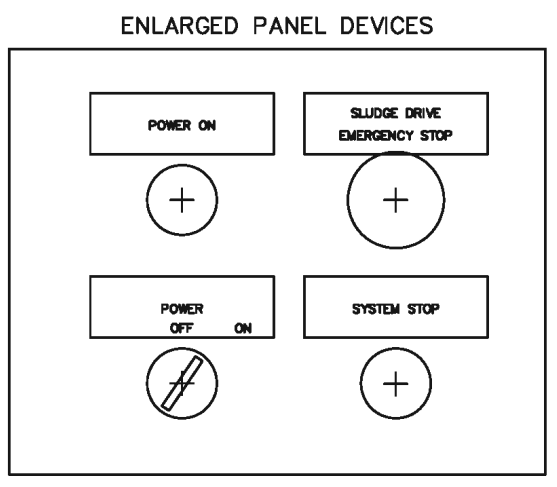 ENLARGED PANEL DEVICES
POWER ON
SLUDGE DRIVE
EMERGENCY STOP
POWER
OFF ON
SYSTEM STOP